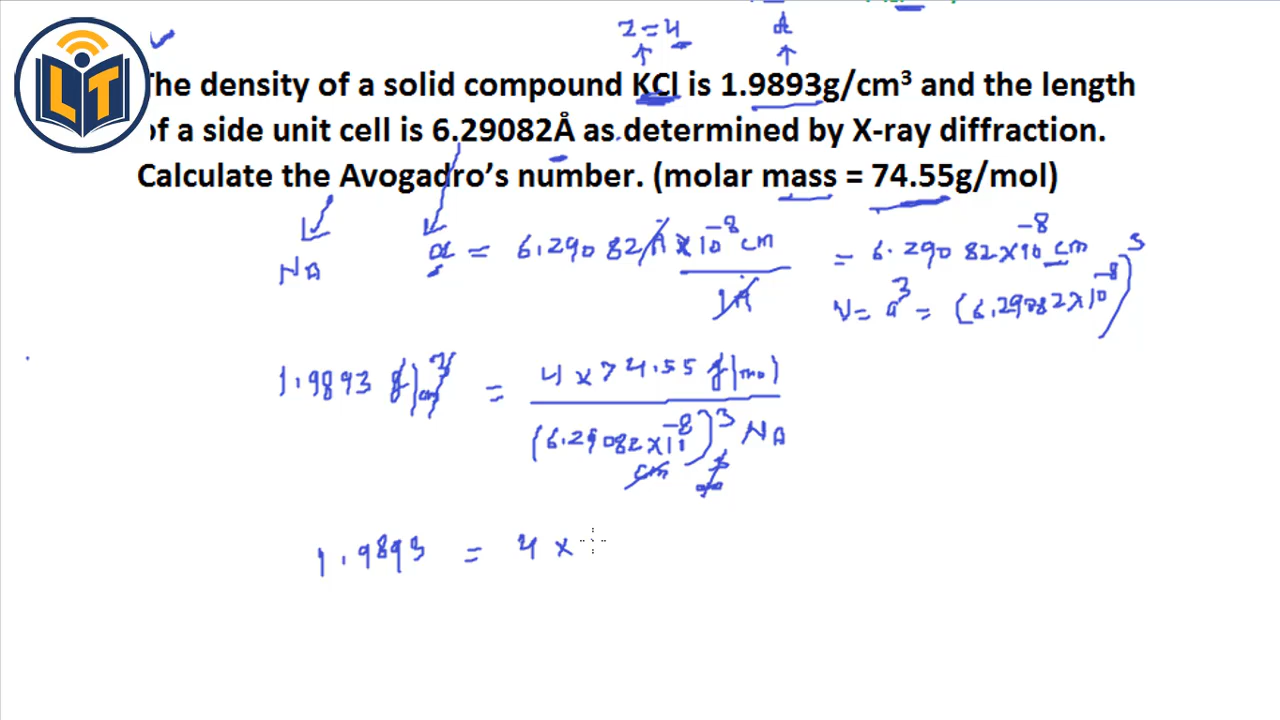 z = 4 d
LT
The density of a solid compound KCl is 1.9893g/cm³ and the length
of a side unit cell is 6.29082Å as determined by X-ray diffraction.
Calculate the Avogadro’s number. (molar mass = 74.55g/mol)
NA
a = 6.29082 Å × 10⁻⁸ cm / 1Å = 6.29082×10⁻⁸ cm
V = a³ = (6.29082×10⁻⁸)³
1.9893 g/cm³ = 4 × 74.55 g/mol / (6.29082×10⁻⁸)³ NA
cm³
1.9893 = 4 ×